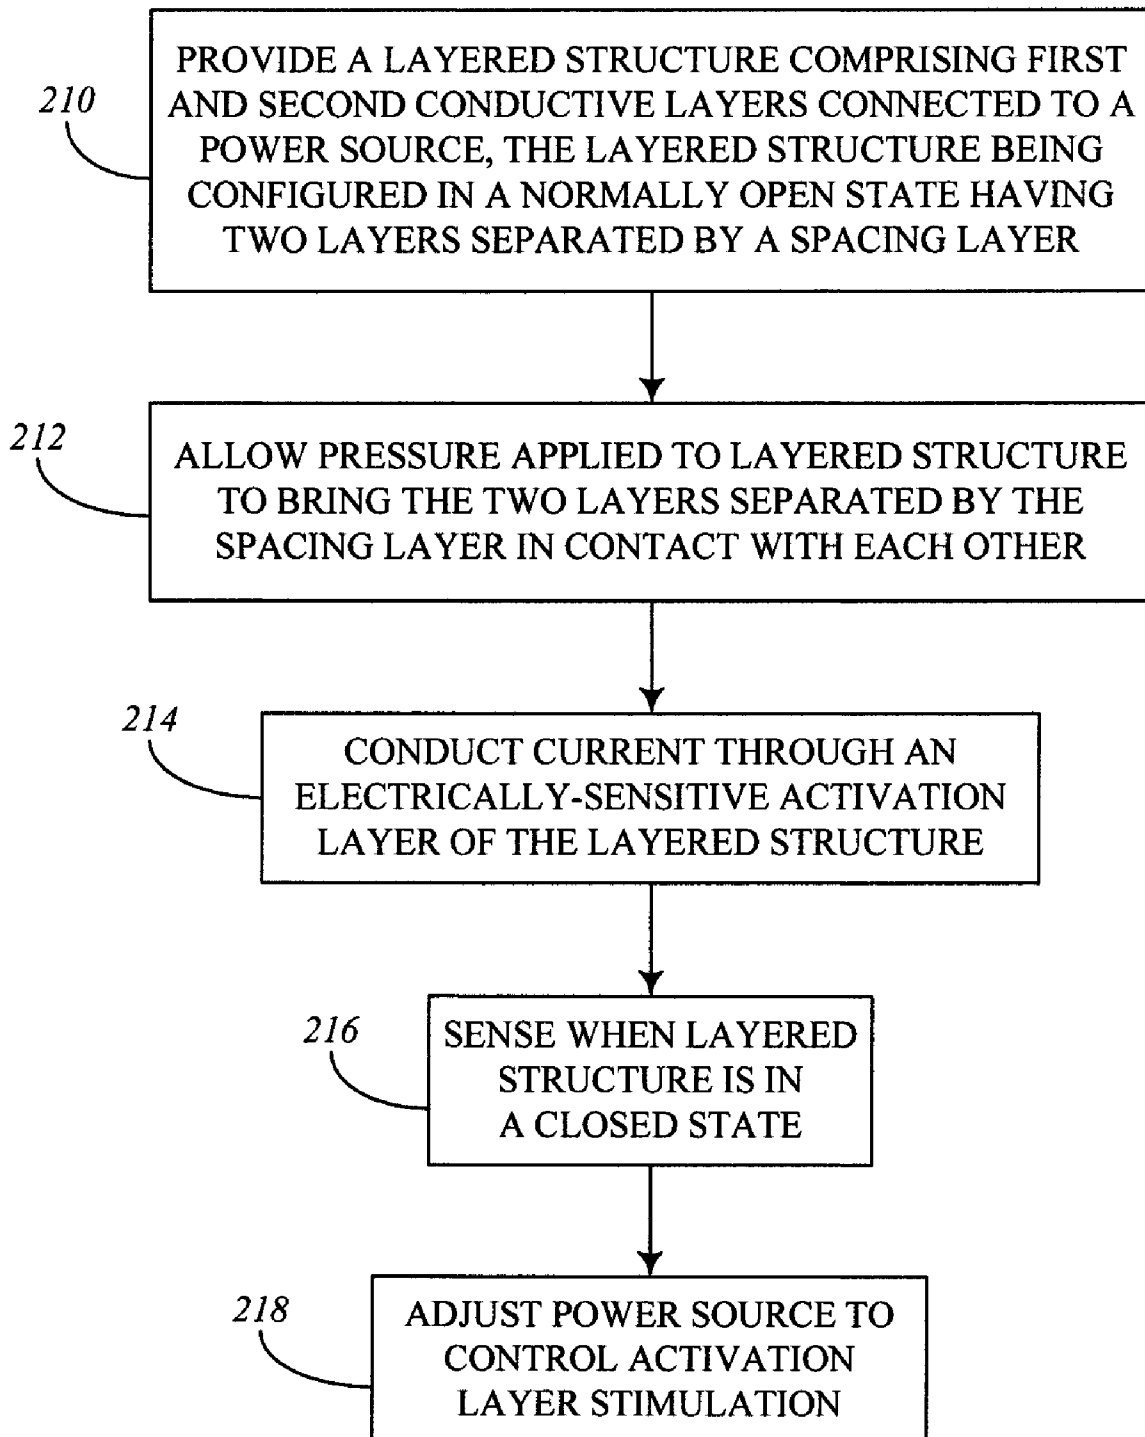 210
PROVIDE A LAYERED STRUCTURE COMPRISING FIRST
AND SECOND CONDUCTIVE LAYERS CONNECTED TO A
POWER SOURCE, THE LAYERED STRUCTURE BEING
CONFIGURED IN A NORMALLY OPEN STATE HAVING
TWO LAYERS SEPARATED BY A SPACING LAYER
212
ALLOW PRESSURE APPLIED TO LAYERED STRUCTURE
TO BRING THE TWO LAYERS SEPARATED BY THE
SPACING LAYER IN CONTACT WITH EACH OTHER
214
CONDUCT CURRENT THROUGH AN
ELECTRICALLY-SENSITIVE ACTIVATION
LAYER OF THE LAYERED STRUCTURE
216
SENSE WHEN LAYERED
STRUCTURE IS IN
A CLOSED STATE
218
ADJUST POWER SOURCE TO
CONTROL ACTIVATION
LAYER STIMULATION